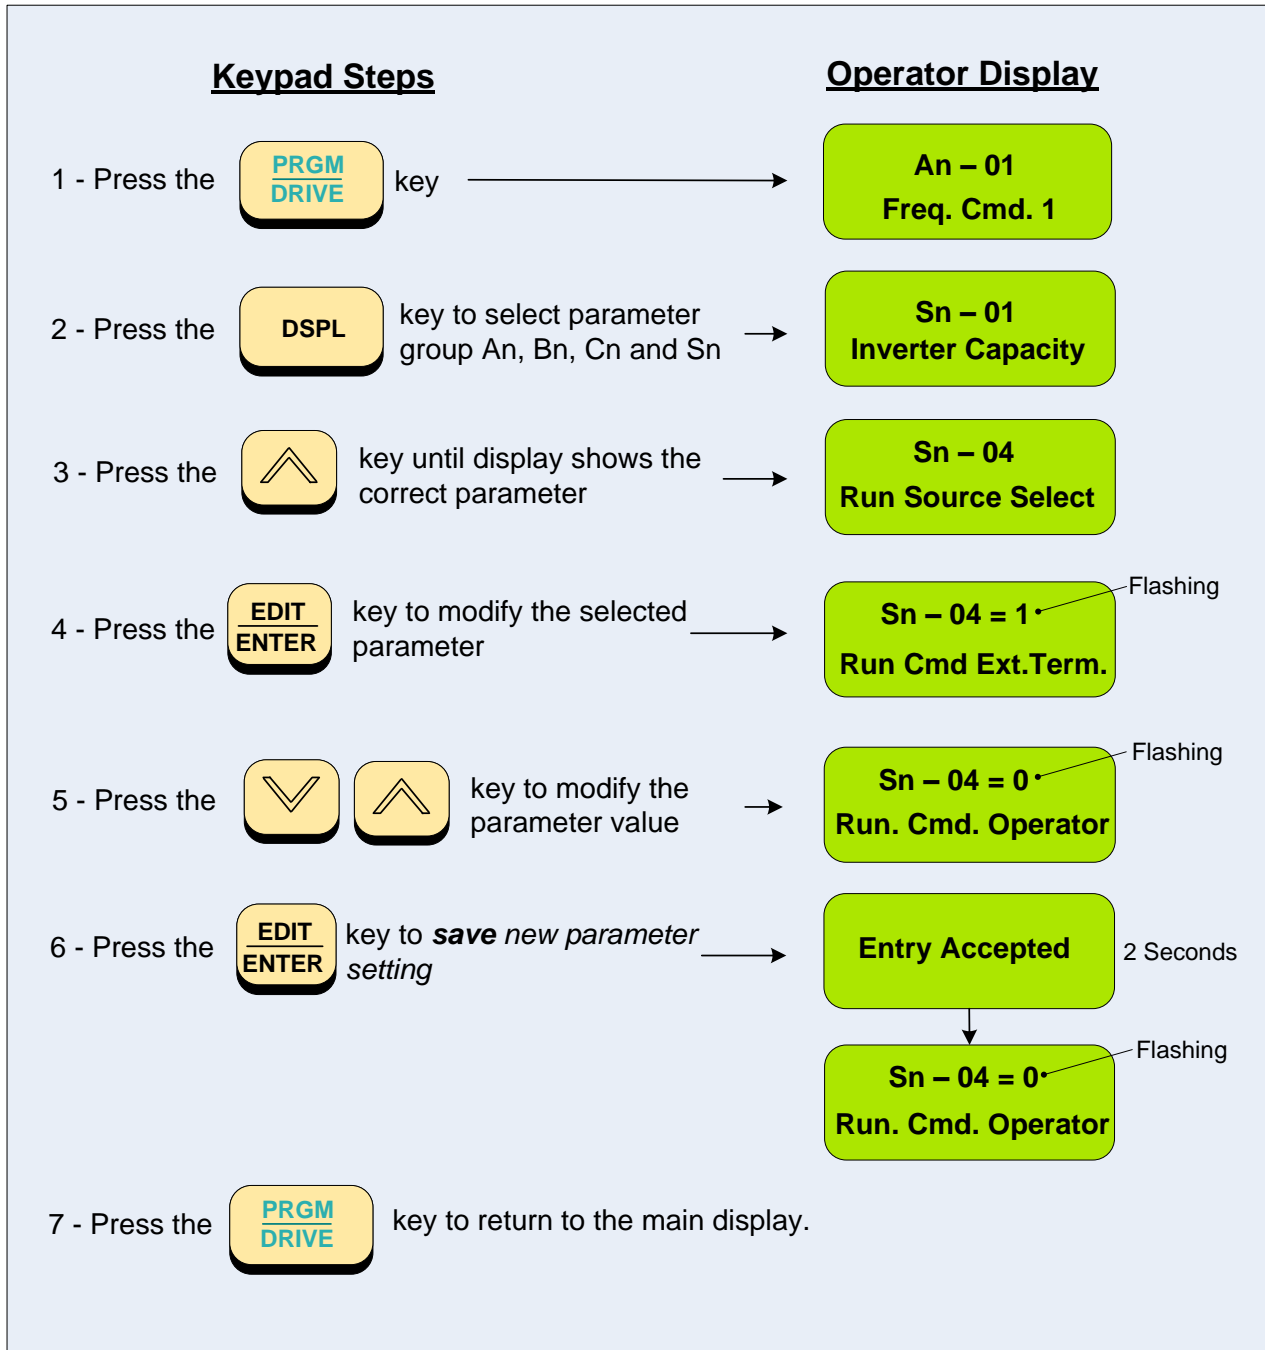 Keypad Steps
Operator Display
1 - Press the
PRGM
DRIVE
key
An – 01
Freq. Cmd. 1
2 - Press the
DSPL
key to select parameter
group An, Bn, Cn and Sn
Sn – 01
Inverter Capacity
3 - Press the
key until display shows the
correct parameter
Sn – 04
Run Source Select
4 - Press the
EDIT
ENTER
key to modify the selected
parameter
Sn – 04 = 1
Run Cmd Ext.Term.
Flashing
5 - Press the
key to modify the
parameter value
Sn – 04 = 0
Run. Cmd. Operator
Flashing
6 - Press the
EDIT
ENTER
key to save new parameter
setting
Entry Accepted
2 Seconds
Sn – 04 = 0
Run. Cmd. Operator
Flashing
7 - Press the
PRGM
DRIVE
key to return to the main display.